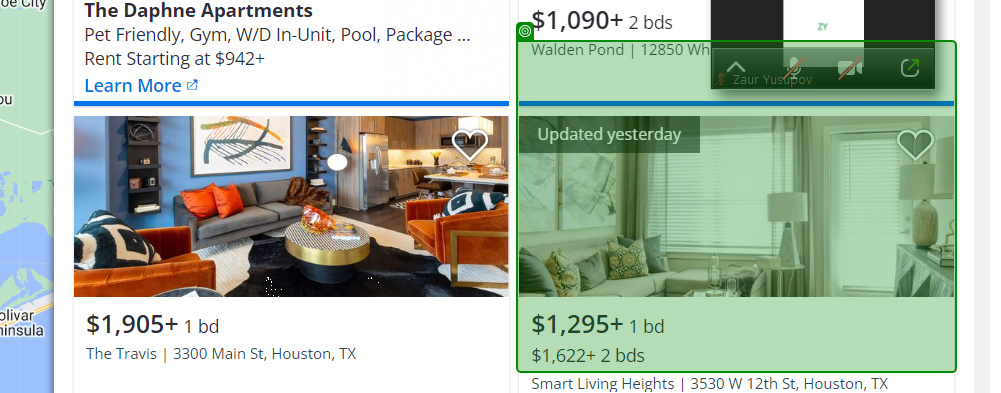 oe City
ou
olivar
ninsula
The Daphne Apartments
Pet Friendly, Gym, W/D In-Unit, Pool, Package ...
Rent Starting at $942+
Learn More
$1,090+ 2 bds
Walden Pond | 12850 Wh
ZY
Zaur Yusupov
Updated yesterday
$1,905+ 1 bd
The Travis | 3300 Main St, Houston, TX
$1,295+ 1 bd
$1,622+ 2 bds
Smart Living Heights | 3530 W 12th St, Houston, TX